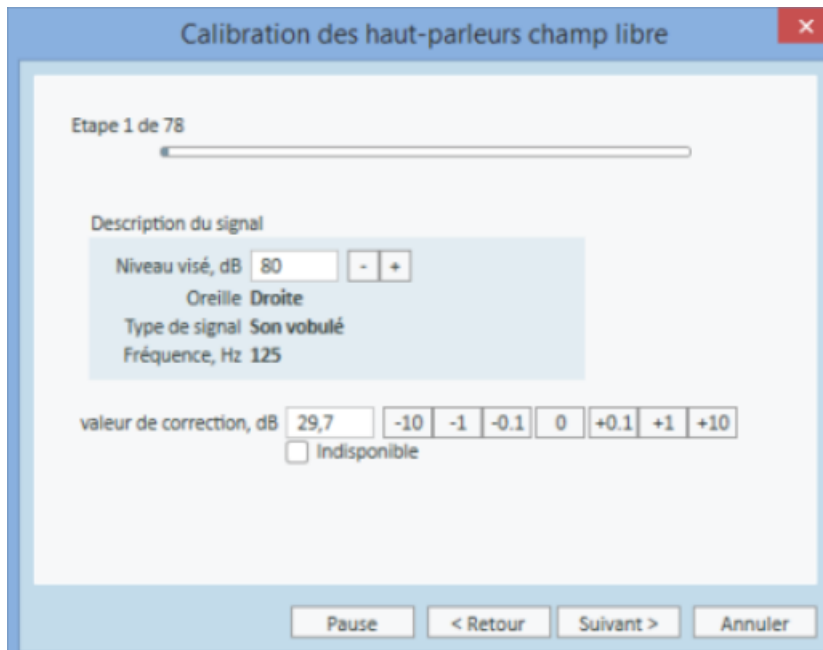 Calibration des haut-parleurs champ libre
Etape 1 de 78
Description du signal
Niveau visé, dB 80 - +
Oreille Droite
Type de signal Son vobulé
Fréquence, Hz 125
valeur de correction, dB 29,7 -10 -1 -0.1 0 +0.1 +1 +10
Indisponible
Pause < Retour Suivant > Annuler